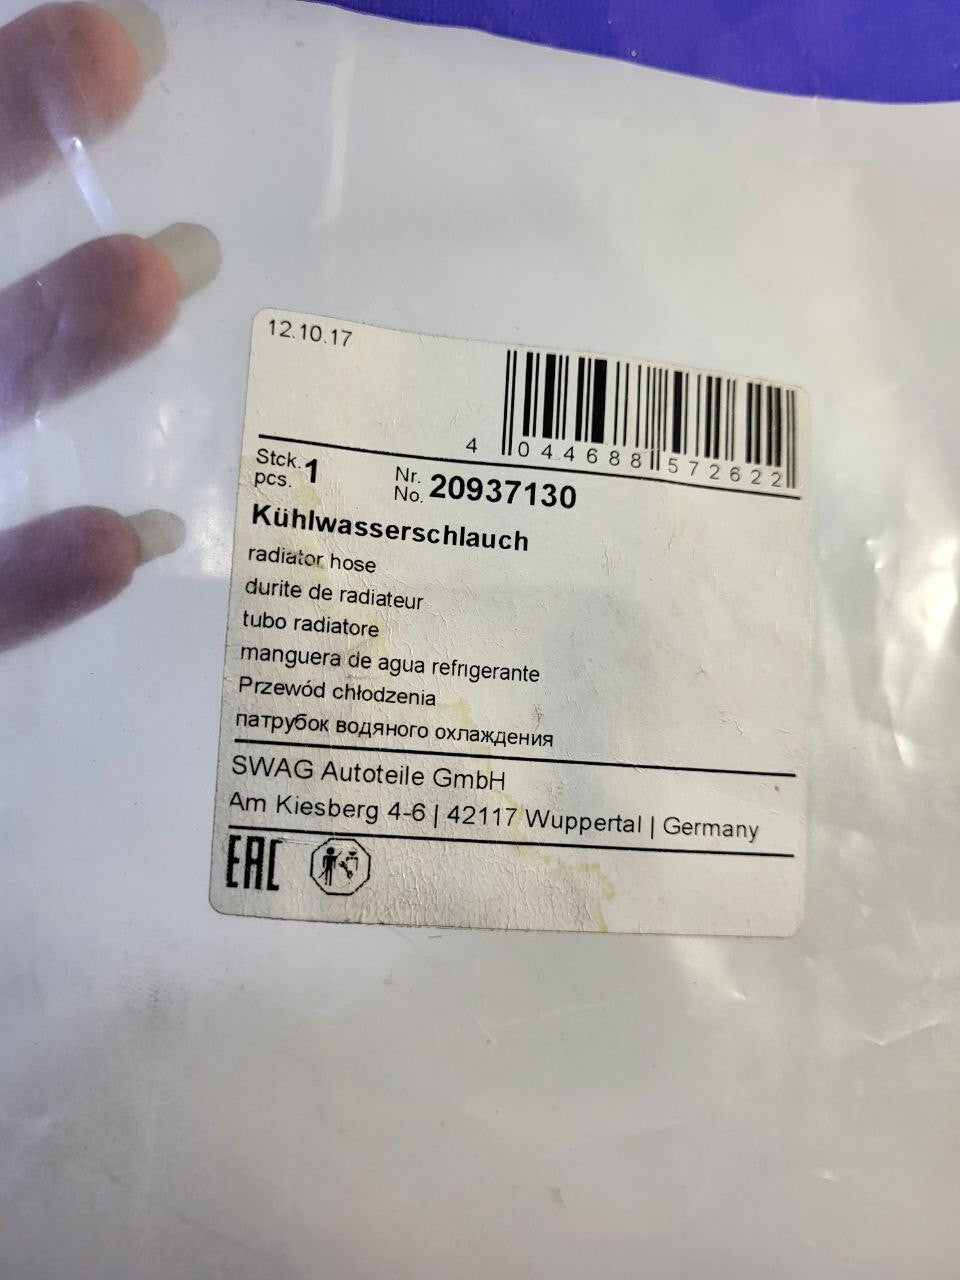 12.10.17
4 044688 572622
Stck. 1 Nr. 20937130
pcs. No.
Kühlwasserschlauch
radiator hose
durite de radiateur
tubo radiatore
manguera de agua refrigerante
Przewód chłodzenia
патрубок водяного охлаждения
SWAG Autoteile GmbH
Am Kiesberg 4-6 | 42117 Wuppertal | Germany
EAC